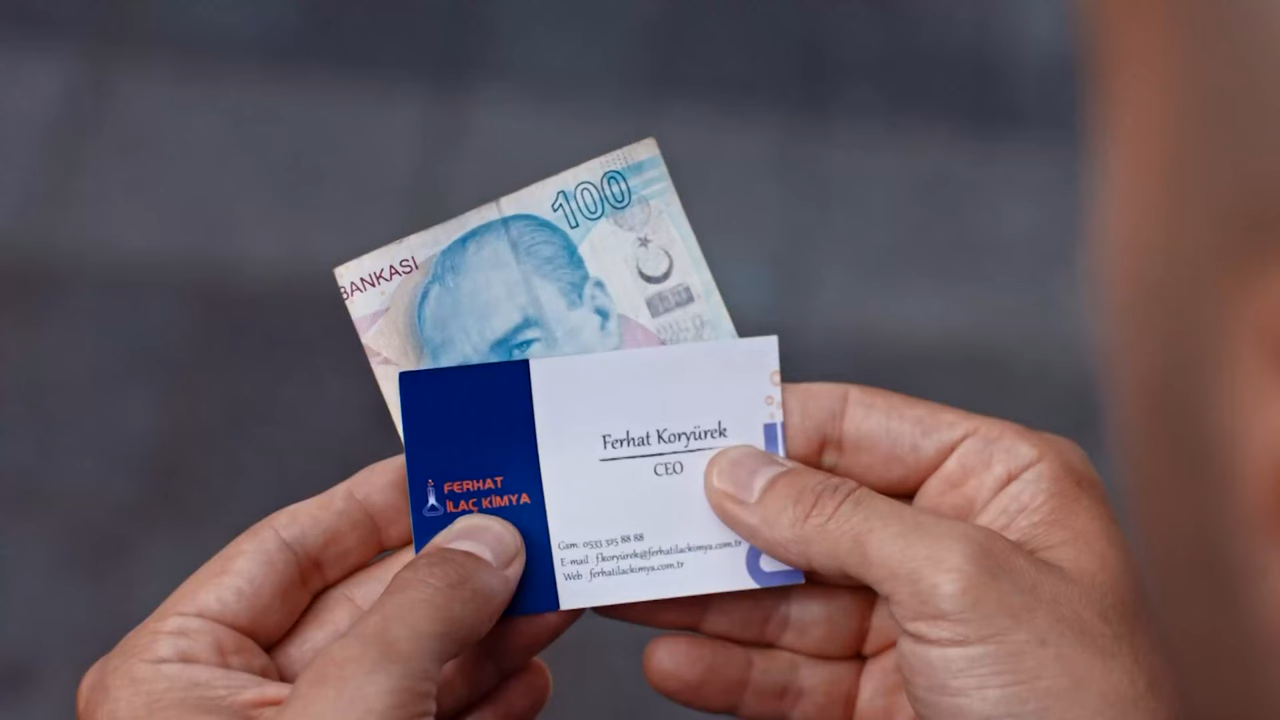 100
BANKASI
FERHAT
İLAÇ KİMYA
Ferhat Koryürek
CEO
Gsm: 0533 325 88 88
E-mail : f.koryürek@ferhatilackimya.com.tr
Web : ferhatilackimya.com.tr